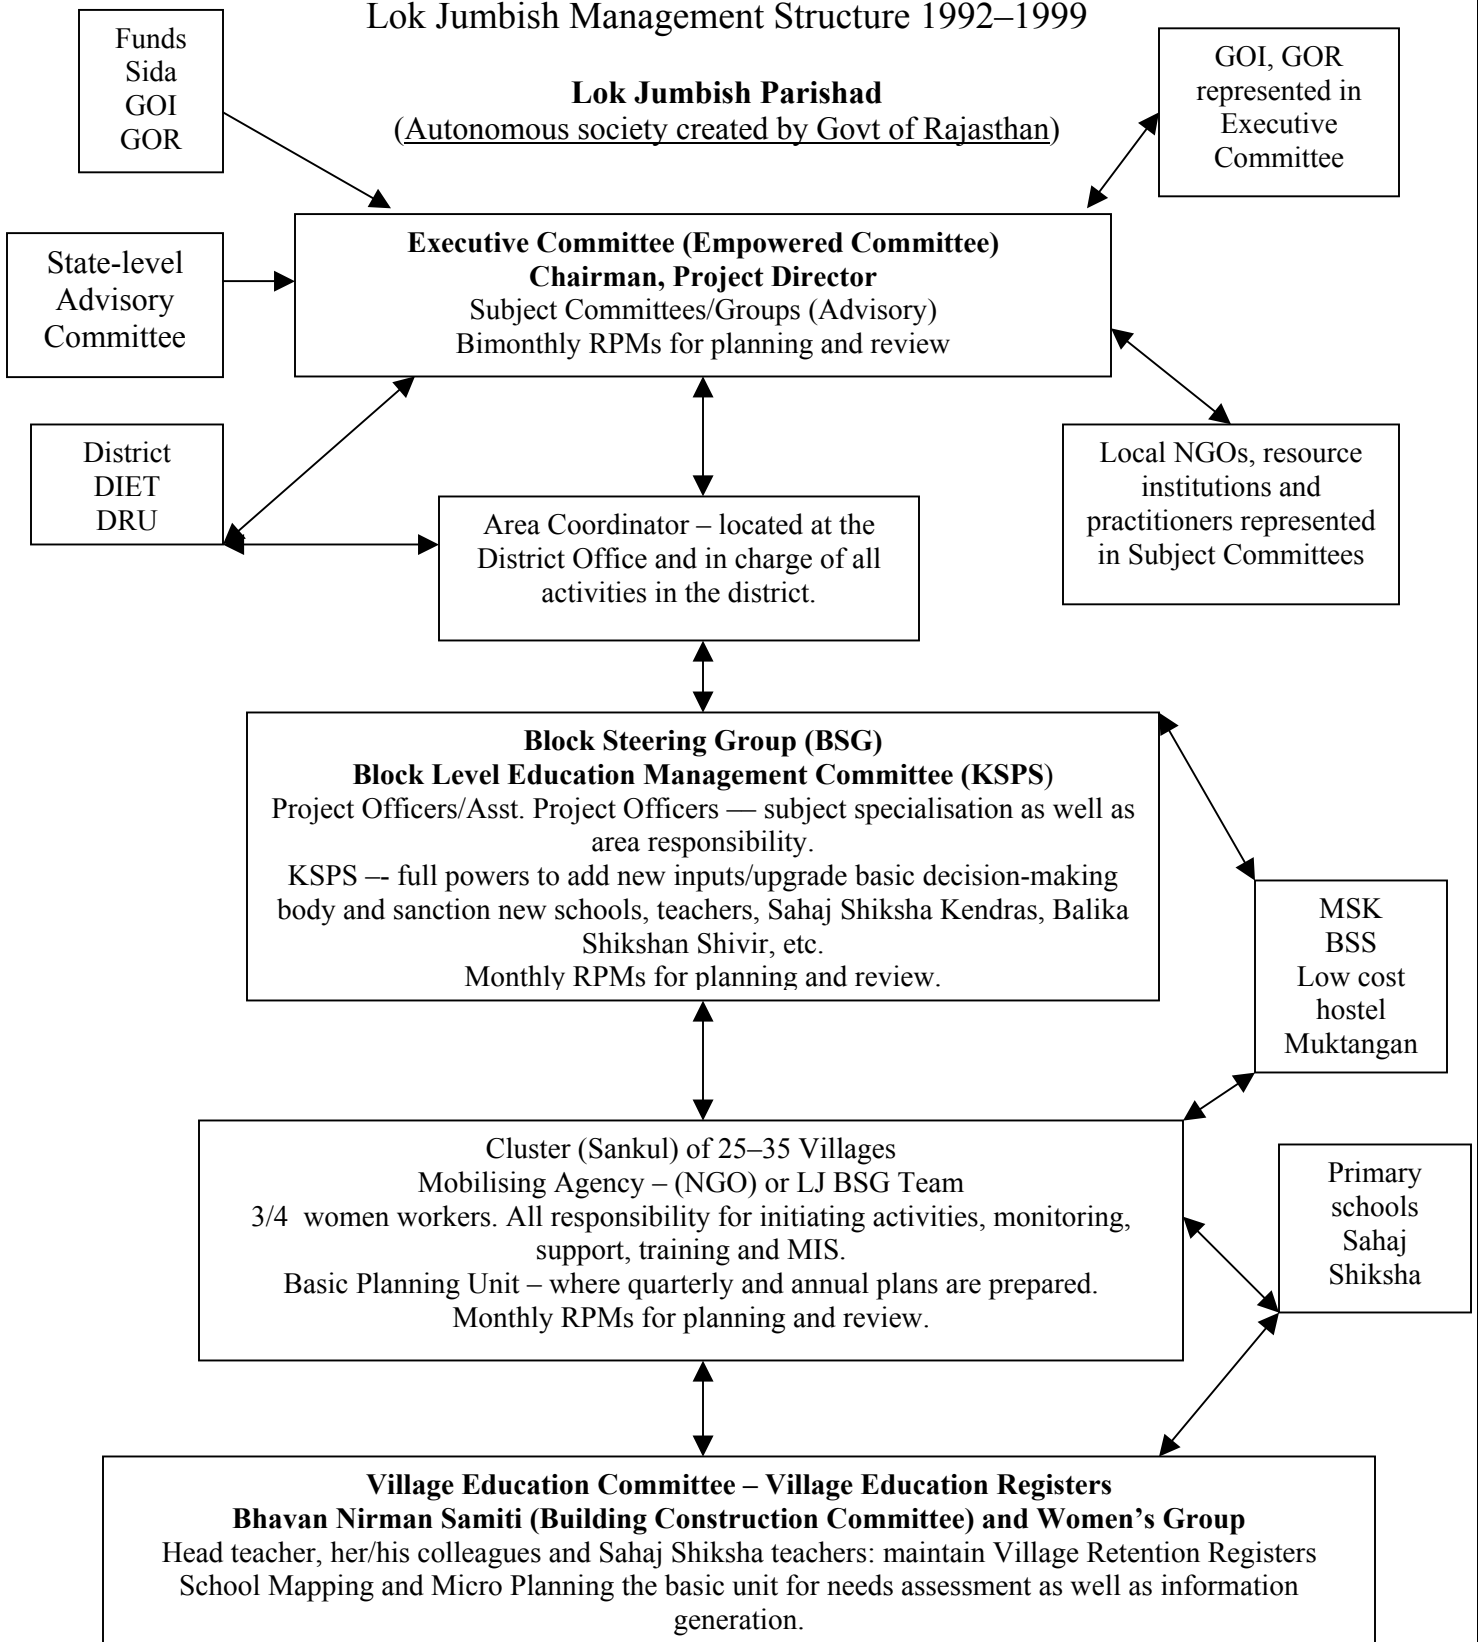 Lok Jumbish Management Structure 1992–1999
Funds
Sida
GOI
GOR
Lok Jumbish Parishad
(Autonomous society created by Govt of Rajasthan)
GOI, GOR
represented in
Executive
Committee
State-level
Advisory
Committee
Executive Committee (Empowered Committee)
Chairman, Project Director
Subject Committees/Groups (Advisory)
Bimonthly RPMs for planning and review
District
DIET
DRU
Area Coordinator – located at the
District Office and in charge of all
activities in the district.
Local NGOs, resource
institutions and
practitioners represented
in Subject Committees
Block Steering Group (BSG)
Block Level Education Management Committee (KSPS)
Project Officers/Asst. Project Officers — subject specialisation as well as
area responsibility.
KSPS –- full powers to add new inputs/upgrade basic decision-making
body and sanction new schools, teachers, Sahaj Shiksha Kendras, Balika
Shikshan Shivir, etc.
Monthly RPMs for planning and review.
MSK
BSS
Low cost
hostel
Muktangan
Cluster (Sankul) of 25–35 Villages
Mobilising Agency – (NGO) or LJ BSG Team
3/4  women workers. All responsibility for initiating activities, monitoring,
support, training and MIS.
Basic Planning Unit – where quarterly and annual plans are prepared.
Monthly RPMs for planning and review.
Primary
schools
Sahaj
Shiksha
Village Education Committee – Village Education Registers
Bhavan Nirman Samiti (Building Construction Committee) and Women’s Group
Head teacher, her/his colleagues and Sahaj Shiksha teachers: maintain Village Retention Registers
School Mapping and Micro Planning the basic unit for needs assessment as well as information
generation.